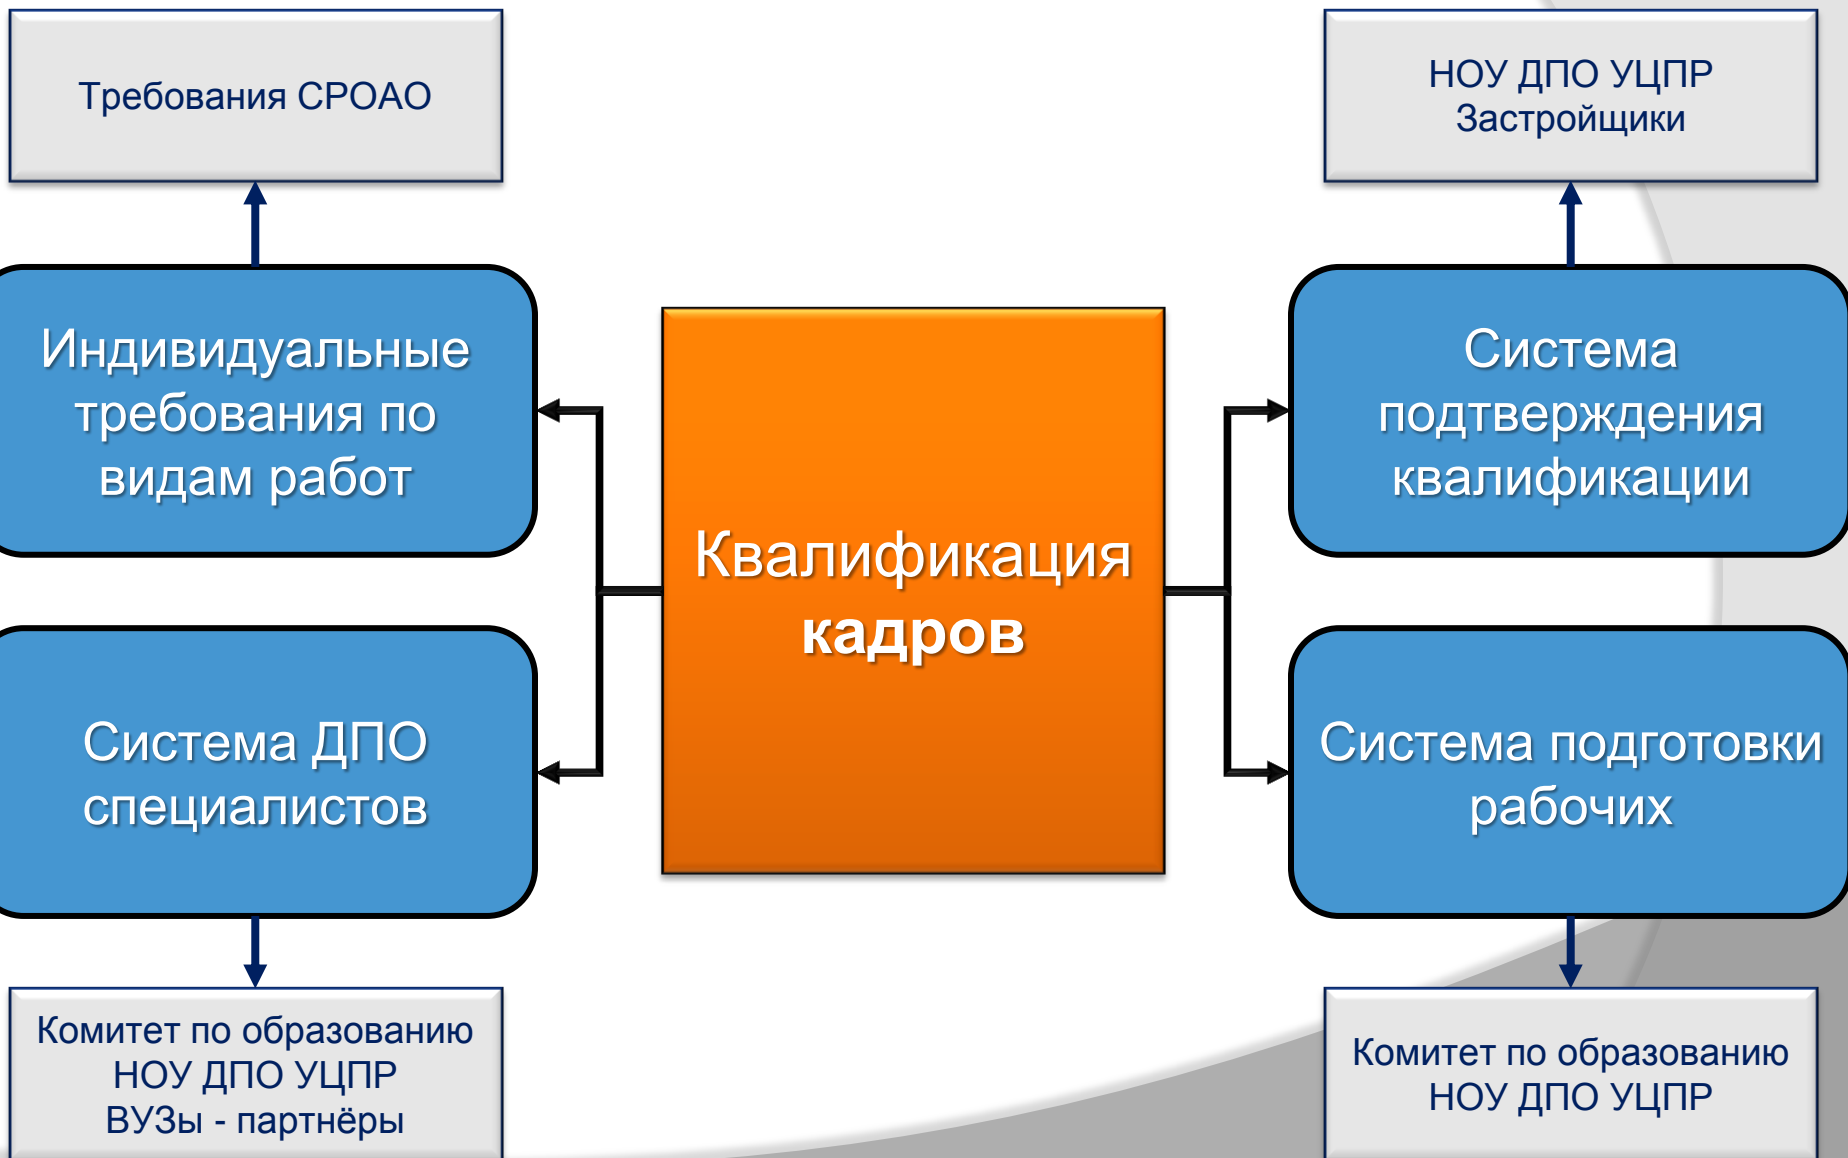 Требования СРОАО
НОУ ДПО УЦПР
Застройщики
Индивидуальные
требования по
видам работ
Система
подтверждения
квалификации
Квалификация
кадров
Система ДПО
специалистов
Система подготовки
рабочих
Комитет по образованию
НОУ ДПО УЦПР
ВУЗы - партнёры
Комитет по образованию
НОУ ДПО УЦПР